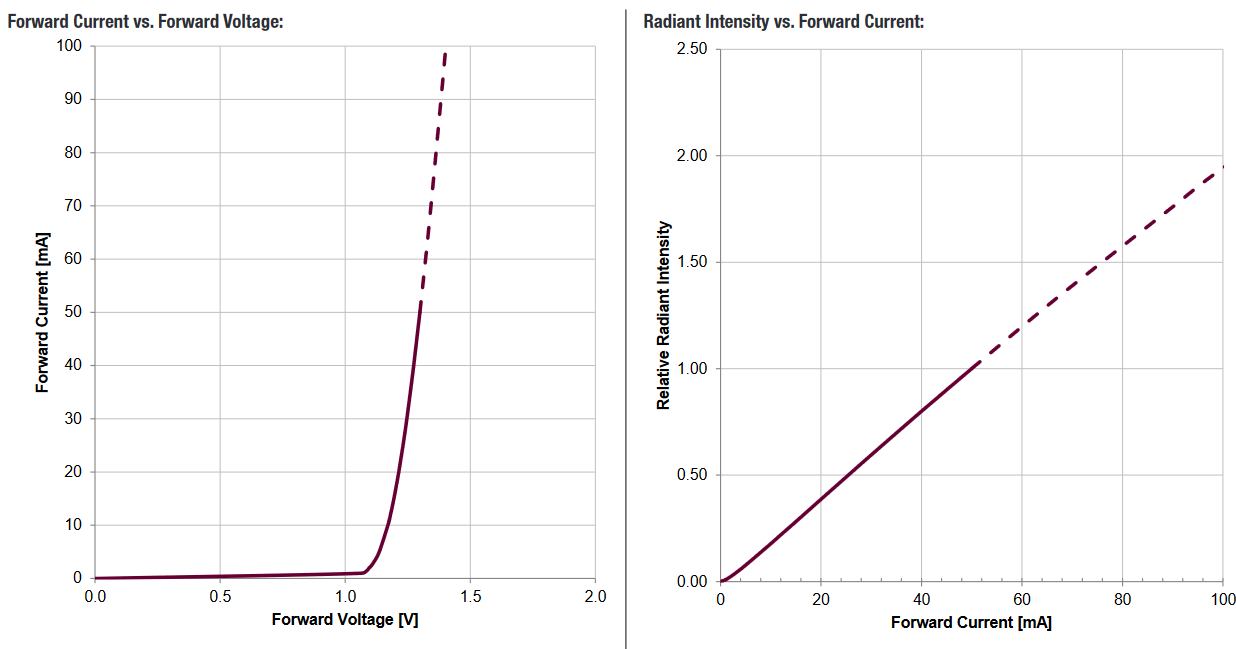 Forward Current vs. Forward Voltage:
100
90
80
70
60
50
40
30
20
10
0
Forward Current [mA]
0.0 0.5 1.0 1.5 2.0
Forward Voltage [V]
Radiant Intensity vs. Forward Current:
2.50
2.00
1.50
1.00
0.50
0.00
Relative Radiant Intensity
0 20 40 60 80 100
Forward Current [mA]